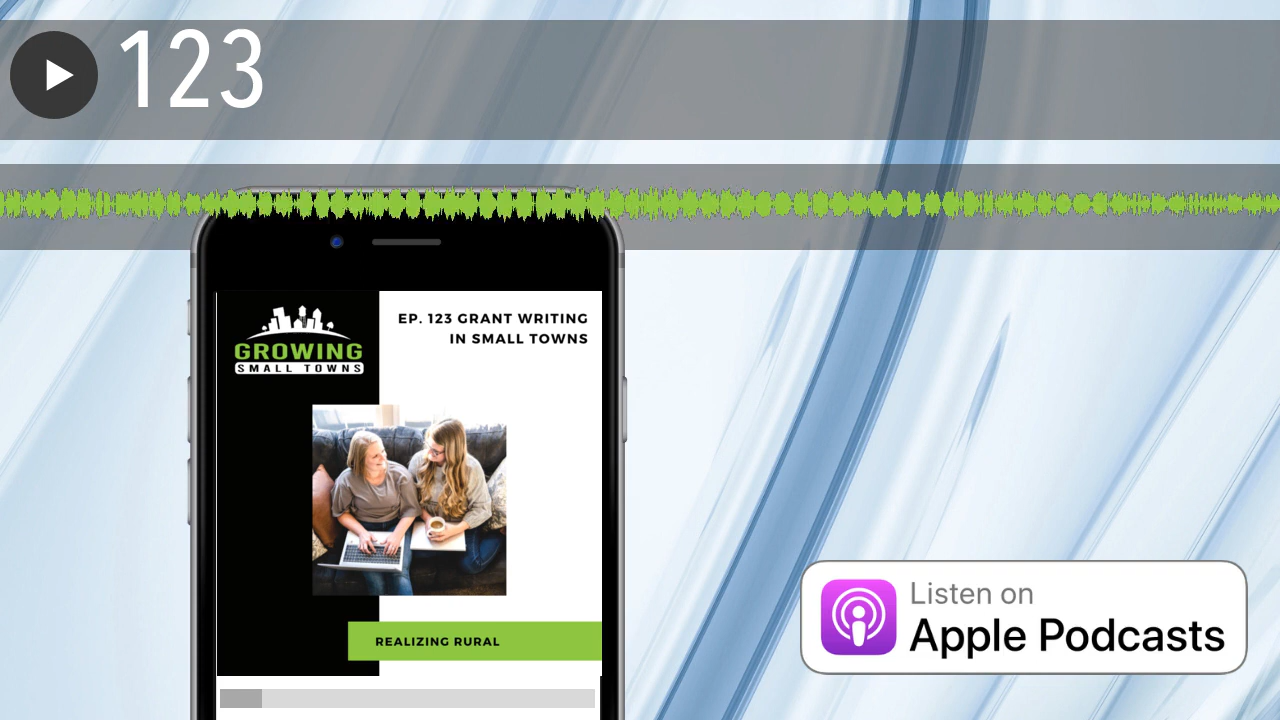 123
EP. 123 GRANT WRITING
IN SMALL TOWNS
GROWING
SMALL TOWNS
REALIZING RURAL
Listen on
Apple Podcasts